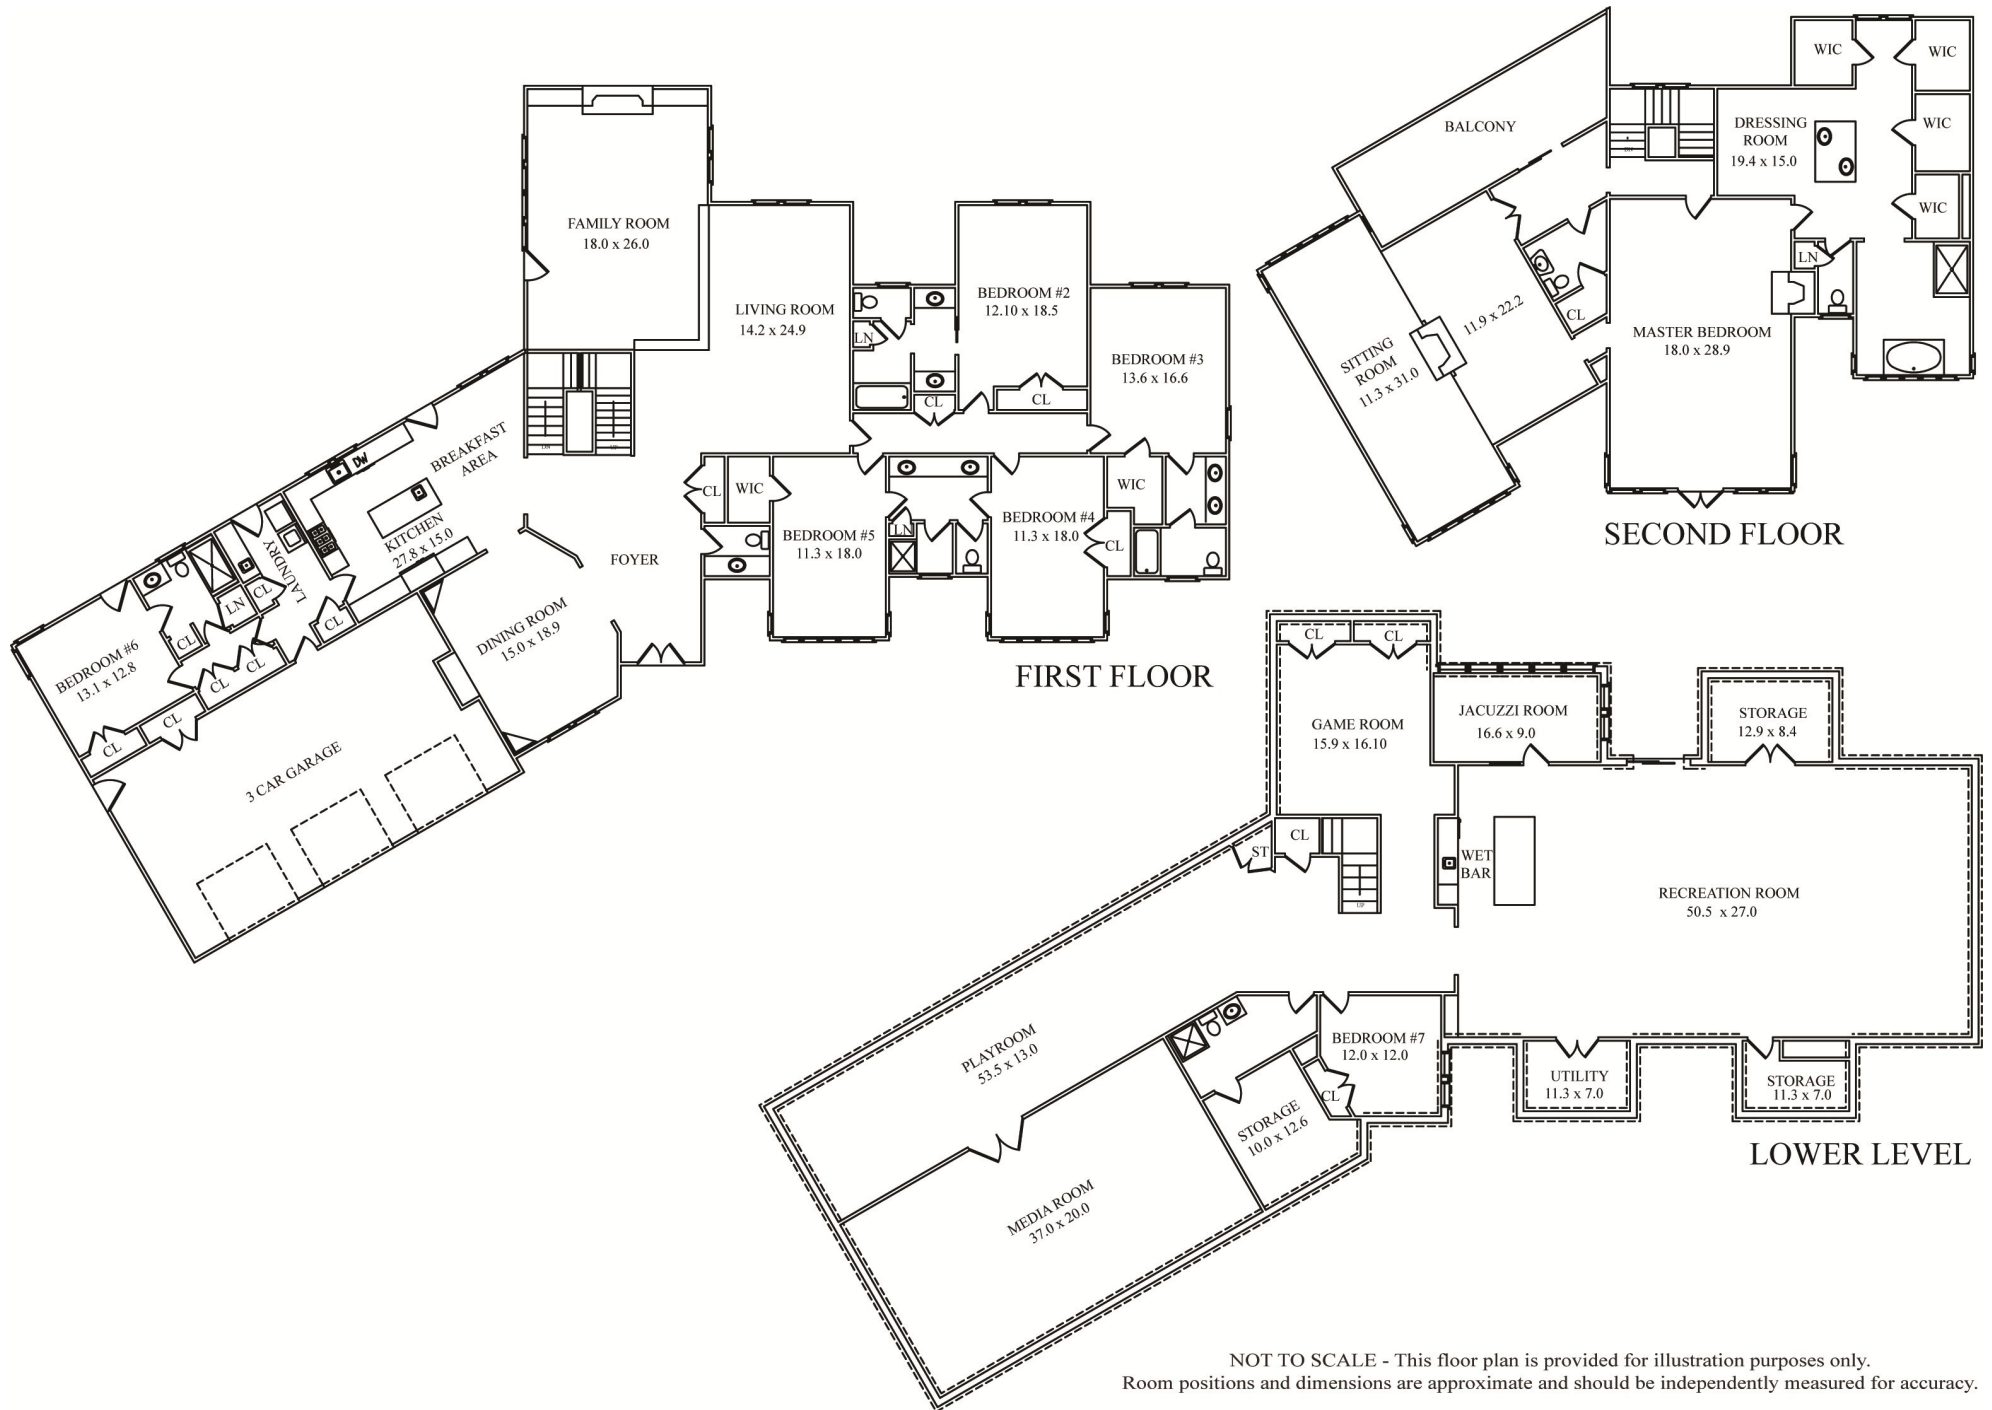 FAMILY ROOM
18.0 x 26.0
LIVING ROOM
14.2 x 24.9
LN
CL
BEDROOM #2
12.10 x 18.5
CL
BEDROOM #3
13.6 x 16.6
DN
UP
BREAKFAST
AREA
DW
KITCHEN
27.8 x 15.0
LAUNDRY
CL
LN
CL
CL
BEDROOM #6
13.1 x 12.8
CL
CL
CL
CL
3 CAR GARAGE
DINING ROOM
15.0 x 18.9
FOYER
CL
WIC
BEDROOM #5
11.3 x 18.0
LN
BEDROOM #4
11.3 x 18.0
WIC
CL
FIRST FLOOR
BALCONY
DN
WIC
WIC
DRESSING
ROOM
19.4 x 15.0
WIC
WIC
LN
CL
11.9 x 22.2
SITTING
ROOM
11.3 x 31.0
MASTER BEDROOM
18.0 x 28.9
SECOND FLOOR
CL
CL
GAME ROOM
15.9 x 16.10
JACUZZI ROOM
16.6 x 9.0
STORAGE
12.9 x 8.4
ST
CL
UP
WET
BAR
RECREATION ROOM
50.5 x 27.0
PLAYROOM
53.5 x 13.0
BEDROOM #7
12.0 x 12.0
CL
STORAGE
10.0 x 12.6
UTILITY
11.3 x 7.0
STORAGE
11.3 x 7.0
MEDIA ROOM
37.0 x 20.0
LOWER LEVEL
NOT TO SCALE - This floor plan is provided for illustration purposes only.
Room positions and dimensions are approximate and should be independently measured for accuracy.